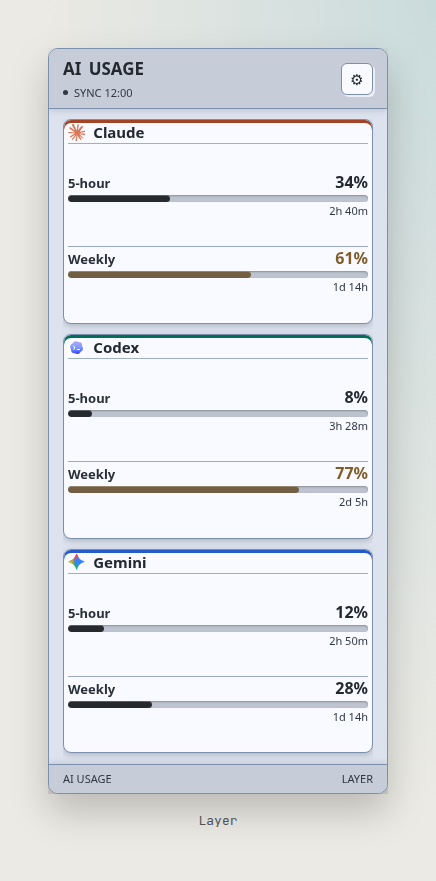 AI USAGE
SYNC 12:00
Claude
5-hour 34%
2h 40m
Weekly 61%
1d 14h
Codex
5-hour 8%
3h 28m
Weekly 77%
2d 5h
Gemini
5-hour 12%
2h 50m
Weekly 28%
1d 14h
AI USAGE LAYER
Layer